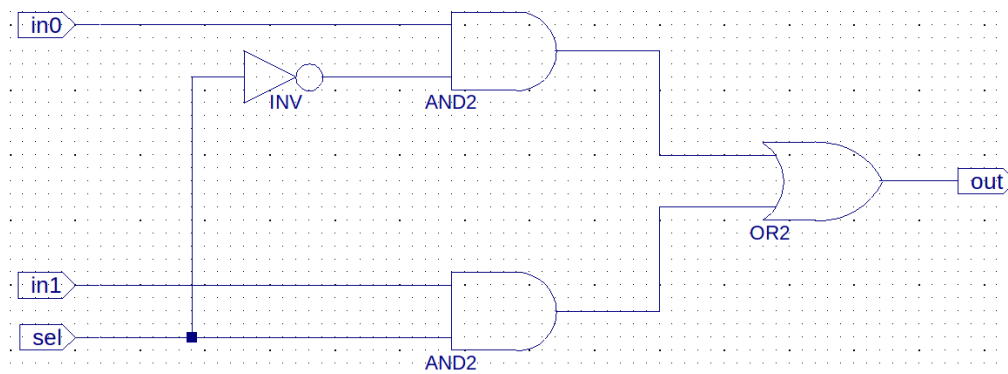 in0
INV
AND2
out
OR2
in1
sel
AND2